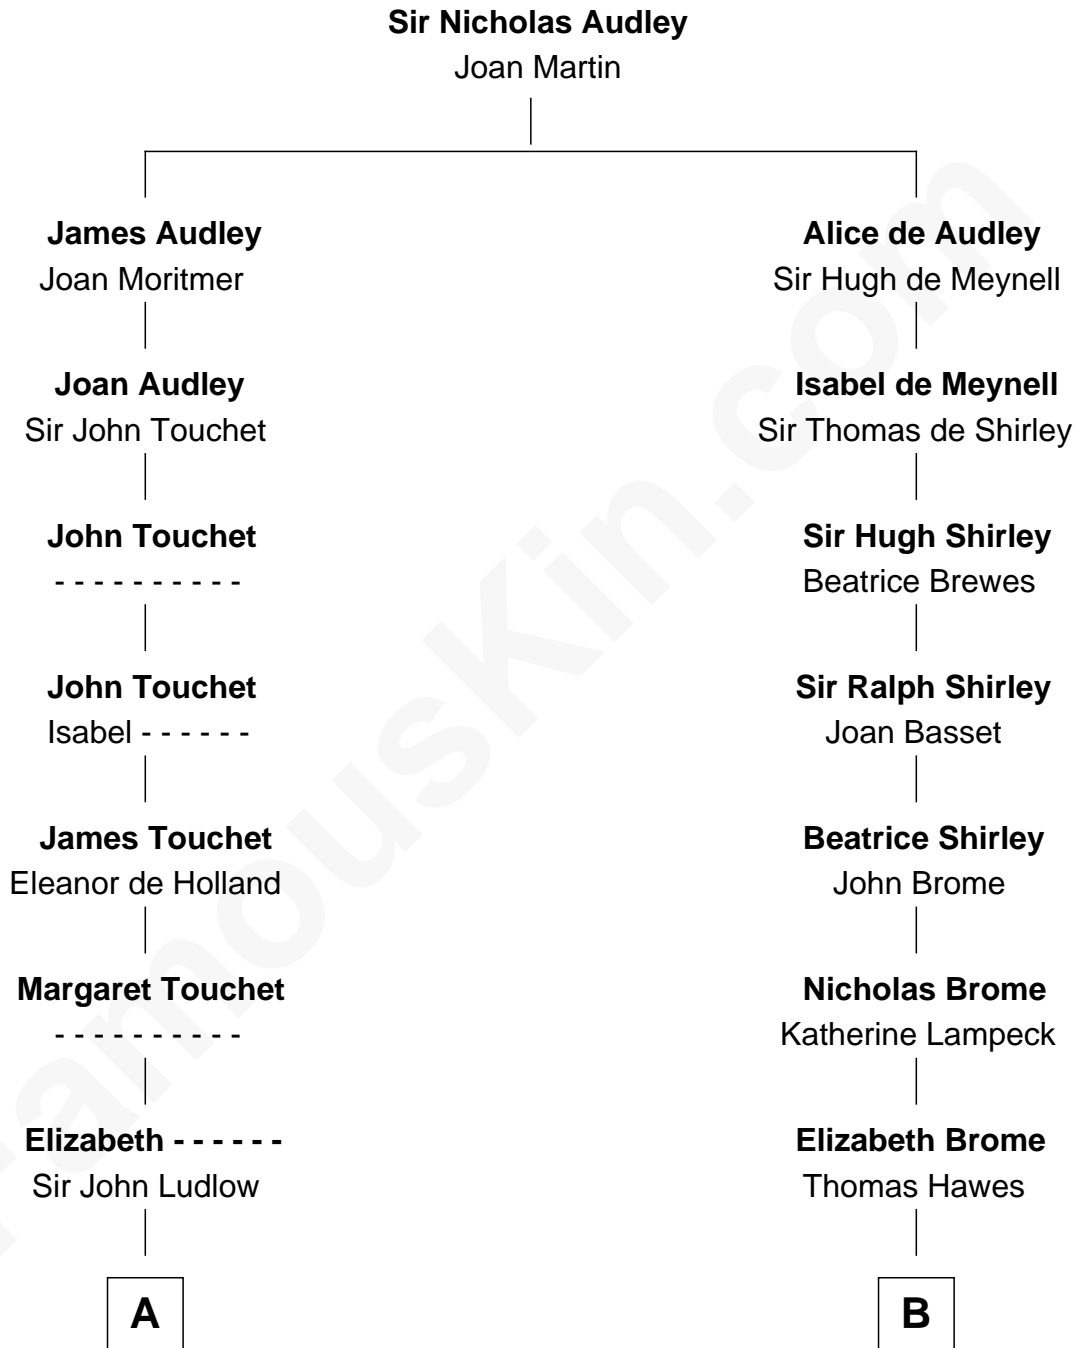 Sir Nicholas Audley
Joan Martin
James Audley
Joan Moritmer
Alice de Audley
Sir Hugh de Meynell
Joan Audley
Sir John Touchet
Isabel de Meynell
Sir Thomas de Shirley
John Touchet
- - - - - - - - - -
Sir Hugh Shirley
Beatrice Brewes
John Touchet
Isabel - - - - - -
Sir Ralph Shirley
Joan Basset
James Touchet
Eleanor de Holland
Beatrice Shirley
John Brome
Margaret Touchet
- - - - - - - - - -
Nicholas Brome
Katherine Lampeck
Elizabeth - - - - - -
Sir John Ludlow
Elizabeth Brome
Thomas Hawes
A
B
FamousKin.com